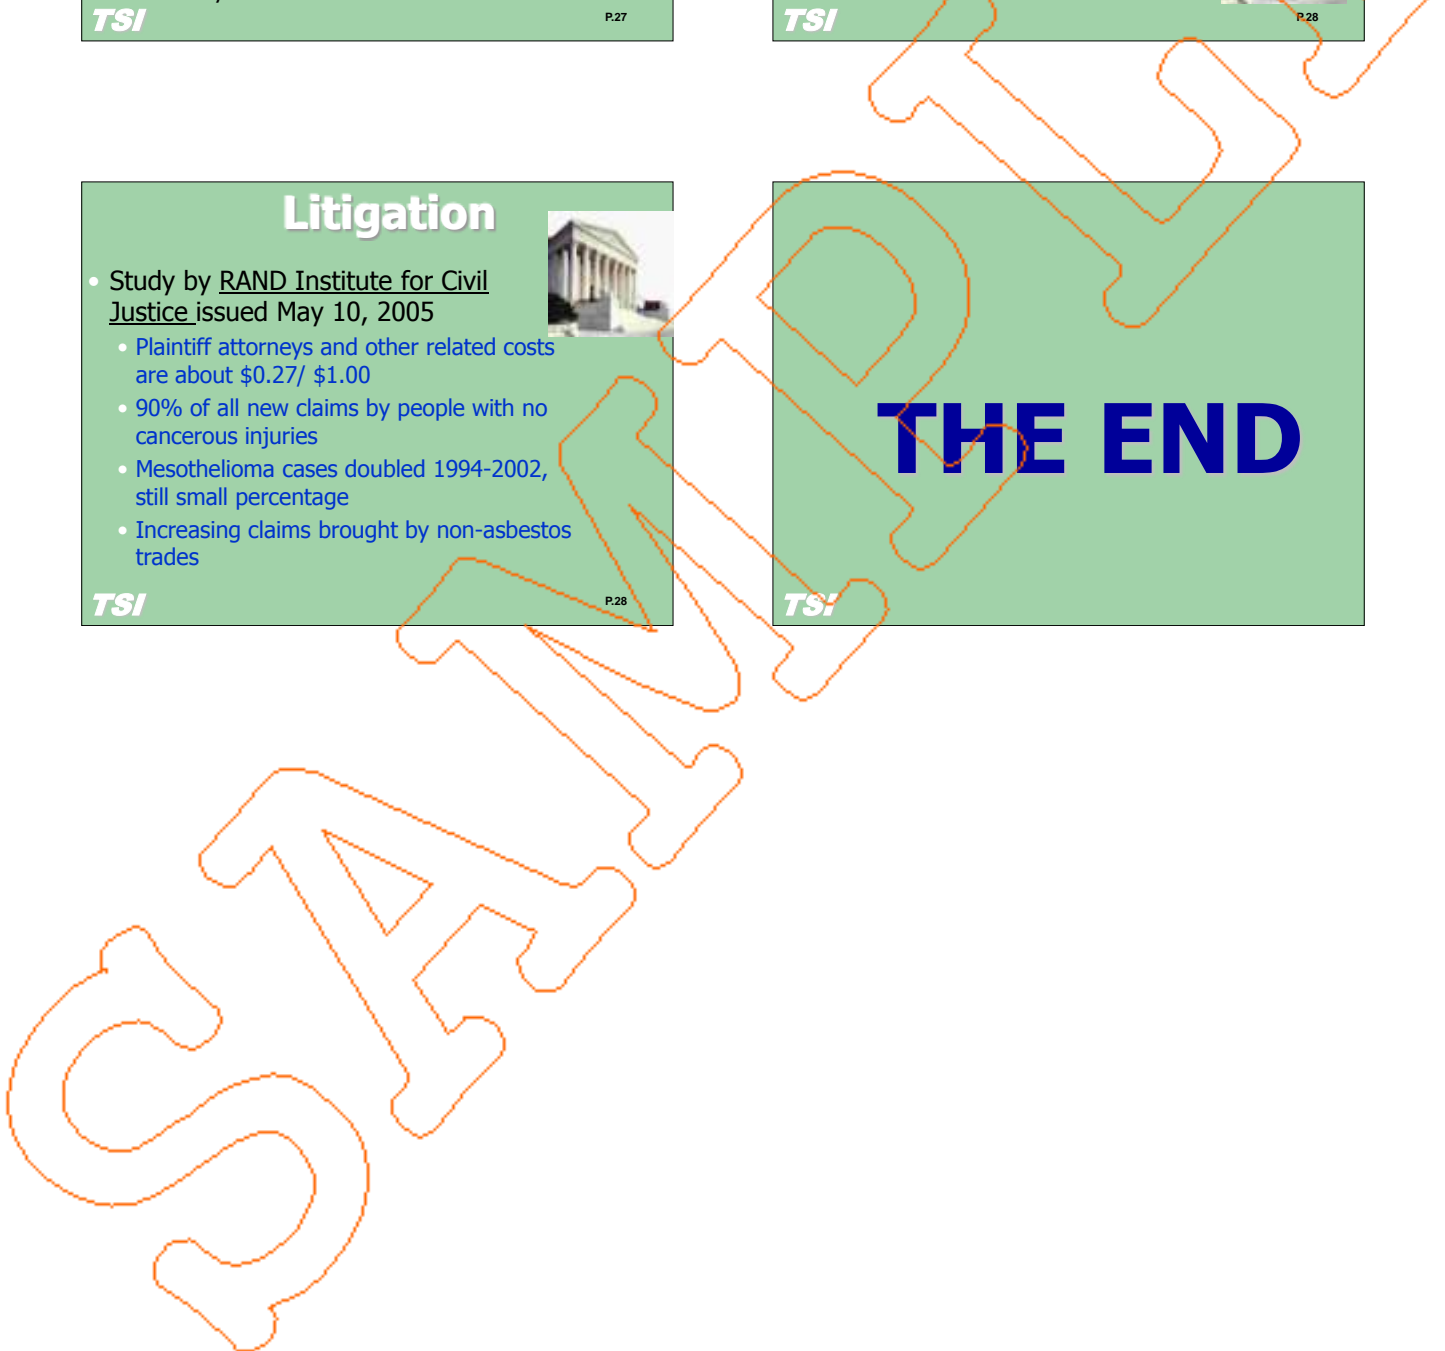 TSI
P.27
TSI
P.28
Litigation
• Study by RAND Institute for Civil
Justice issued May 10, 2005
• Plaintiff attorneys and other related costs
are about $0.27/ $1.00
• 90% of all new claims by people with no
cancerous injuries
• Mesothelioma cases doubled 1994-2002,
still small percentage
• Increasing claims brought by non-asbestos
trades
TSI
P.28
THE END
TSI
SAMPL